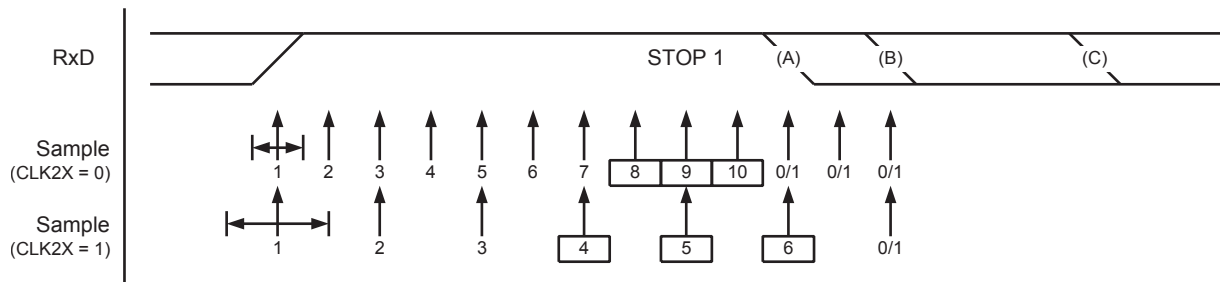 RxD STOP 1 (A) (B) (C)
Sample
(CLK2X = 0) 1 2 3 4 5 6 7 8 9 10 0/1 0/1 0/1
Sample
(CLK2X = 1) 1 2 3 4 5 6 0/1